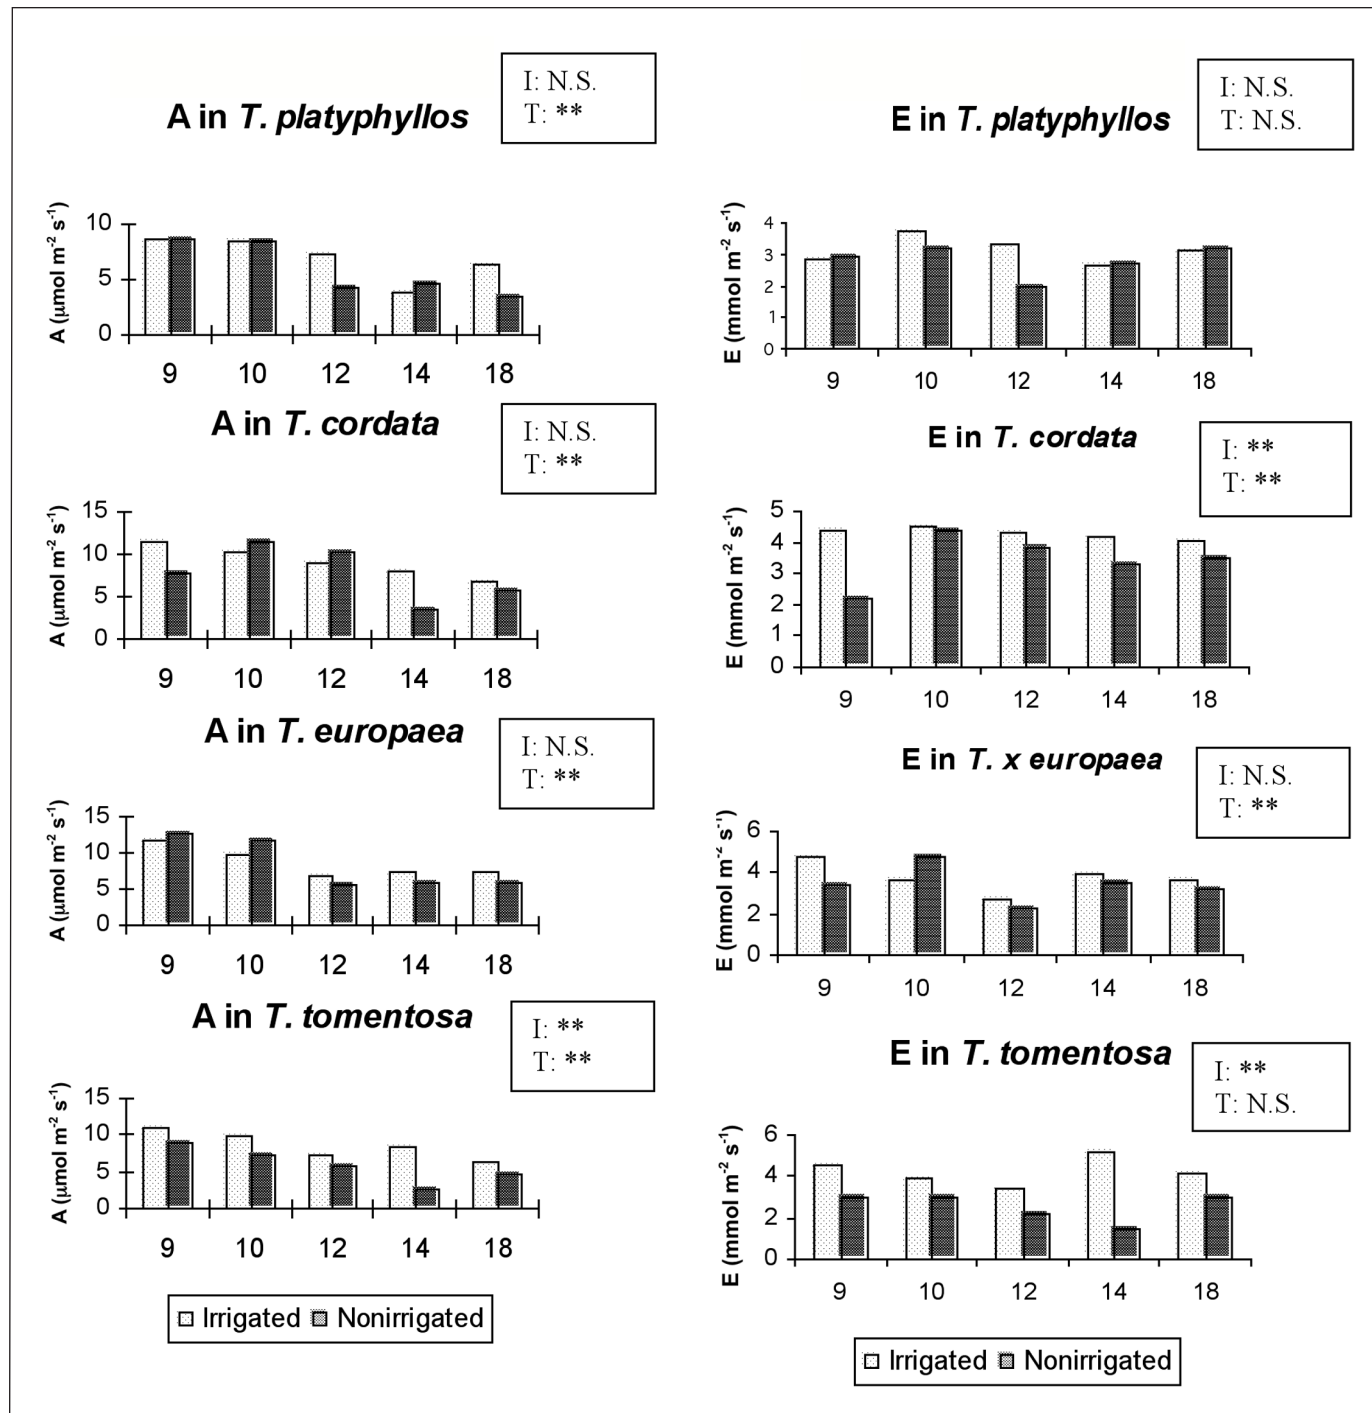 A in T. platyphyllos
I: N.S.
T: **
A (µmol m⁻² s⁻¹)
10
5
0
9 10 12 14 18
A in T. cordata
I: N.S.
T: **
A (µmol m⁻² s⁻¹)
15
10
5
0
9 10 12 14 18
A in T. europaea
I: N.S.
T: **
A (µmol m⁻² s⁻¹)
15
10
5
0
9 10 12 14 18
A in T. tomentosa
I: **
T: **
A (µmol m⁻² s⁻¹)
15
10
5
0
9 10 12 14 18
Irrigated Nonirrigated
E in T. platyphyllos
I: N.S.
T: N.S.
E (mmol m⁻² s⁻¹)
4
3
2
1
0
9 10 12 14 18
E in T. cordata
I: **
T: **
E (mmol m⁻² s⁻¹)
5
4
3
2
1
0
9 10 12 14 18
E in T. x europaea
I: N.S.
T: **
E (mmol m⁻² s⁻¹)
6
4
2
0
9 10 12 14 18
E in T. tomentosa
I: **
T: N.S.
E (mmol m⁻² s⁻¹)
6
4
2
0
9 10 12 14 18
Irrigated Nonirrigated